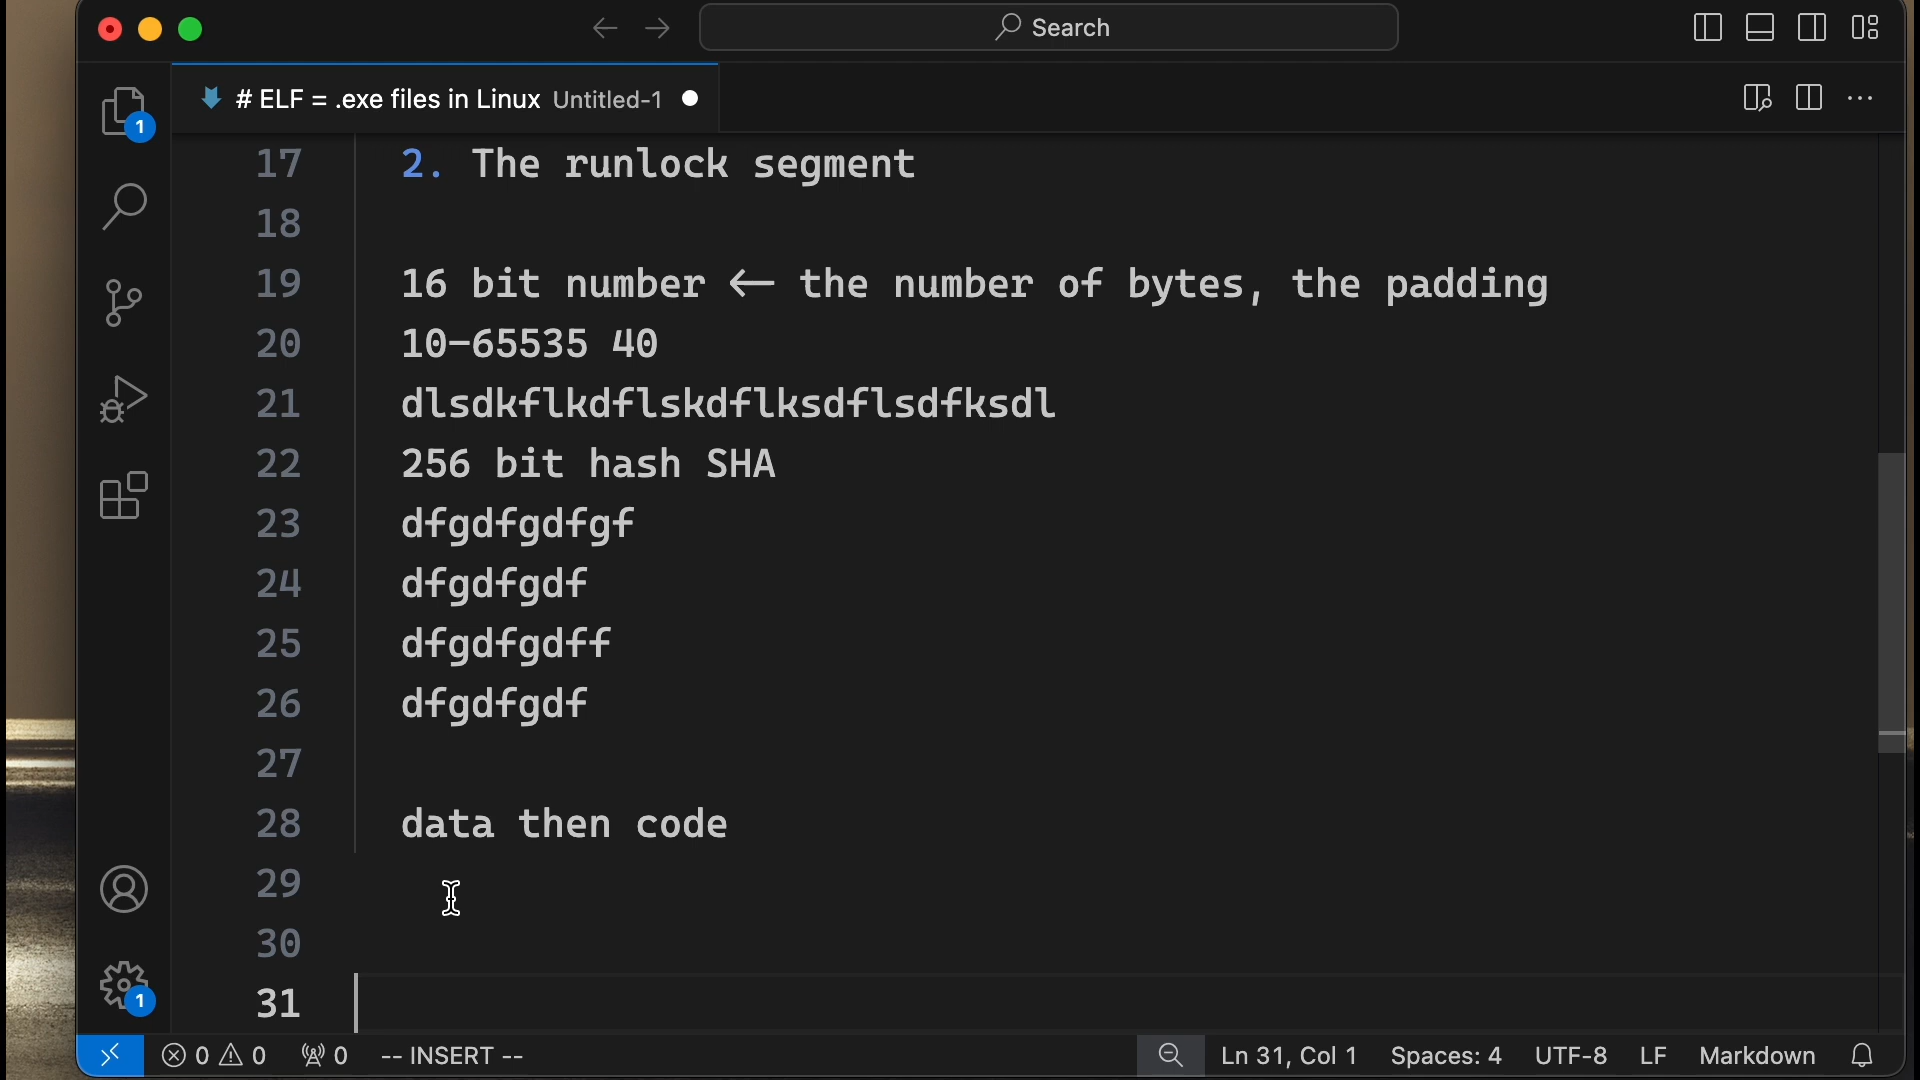 Search
# ELF = .exe files in Linux Untitled-1
1
17 2. The runlock segment
18
19 16 bit number <- the number of bytes, the padding
20 10-65535 40
21 dlsdkflkdflskdflksdflsdfksdl
22 256 bit hash SHA
23 dfgdfgdfgf
24 dfgdfgdf
25 dfgdfgdff
26 dfgdfgdf
27
28 data then code
29
30
31
1
0 0 0 -- INSERT -- Ln 31, Col 1 Spaces: 4 UTF-8 LF Markdown